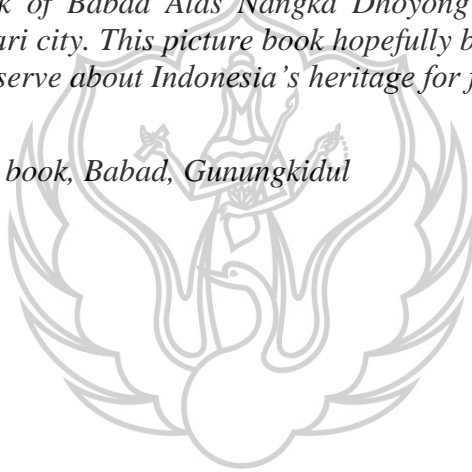 k of Babad Alas Nangka Dhoyong
ari city. This picture book hopefully b
serve about Indonesia's heritage for j
book, Babad, Gunungkidul